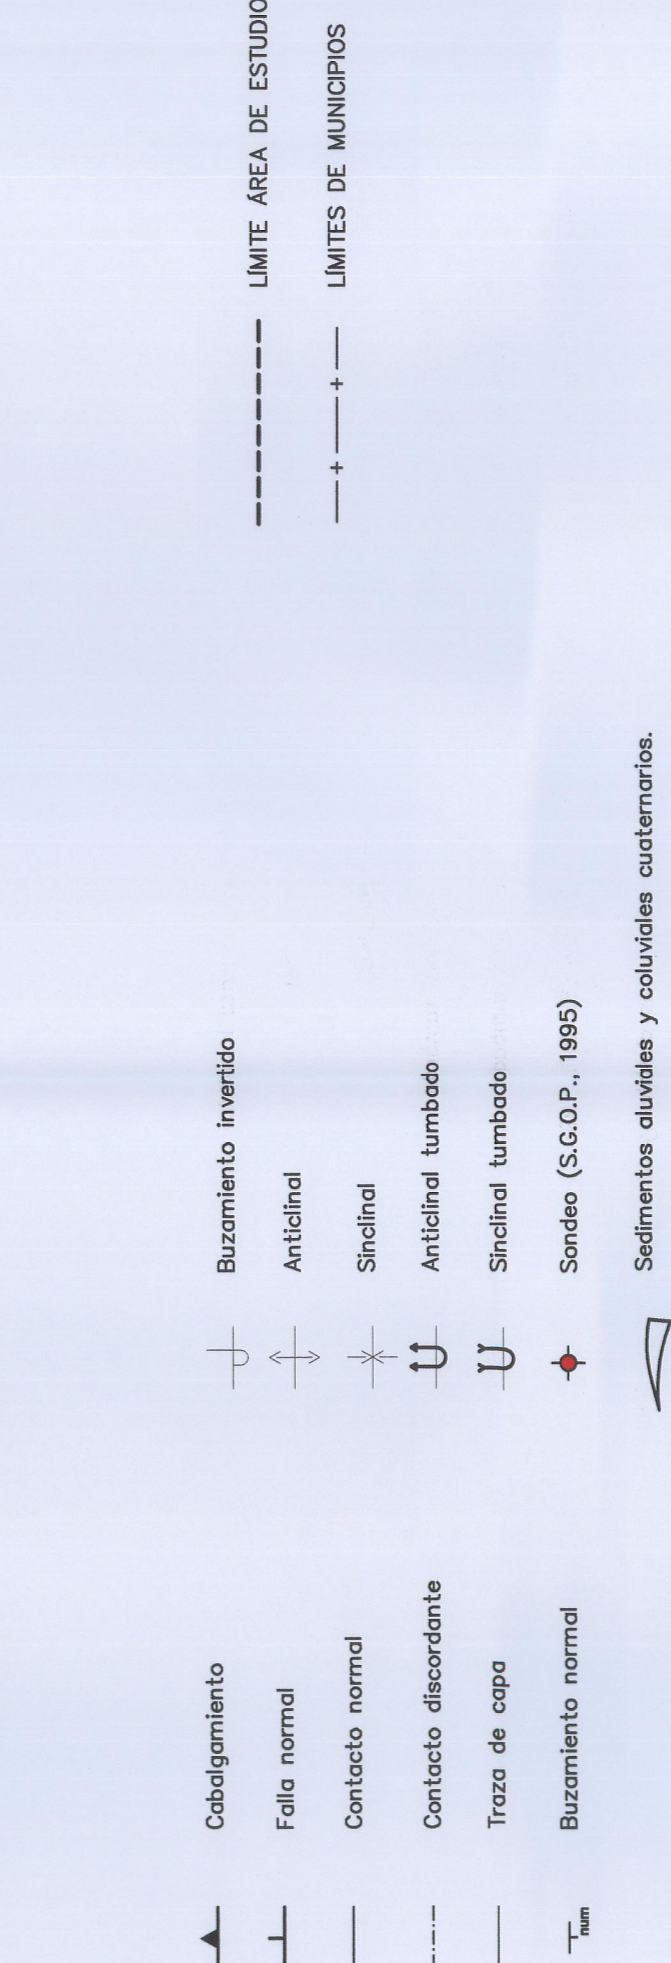 Cabalgamiento
Falla normal
Contacto normal
Contacto discordante
Traza de capa
num
Buzamiento normal
Buzamiento invertido
Anticlinal
Sinclinal
Anticlinal tumbado
Sinclinal tumbado
Sondeo (S.G.O.P., 1995)
Sedimentos aluviales y coluviales cuaternarios.
LÍMITE ÁREA DE ESTUDIO
LÍMITES DE MUNICIPIOS